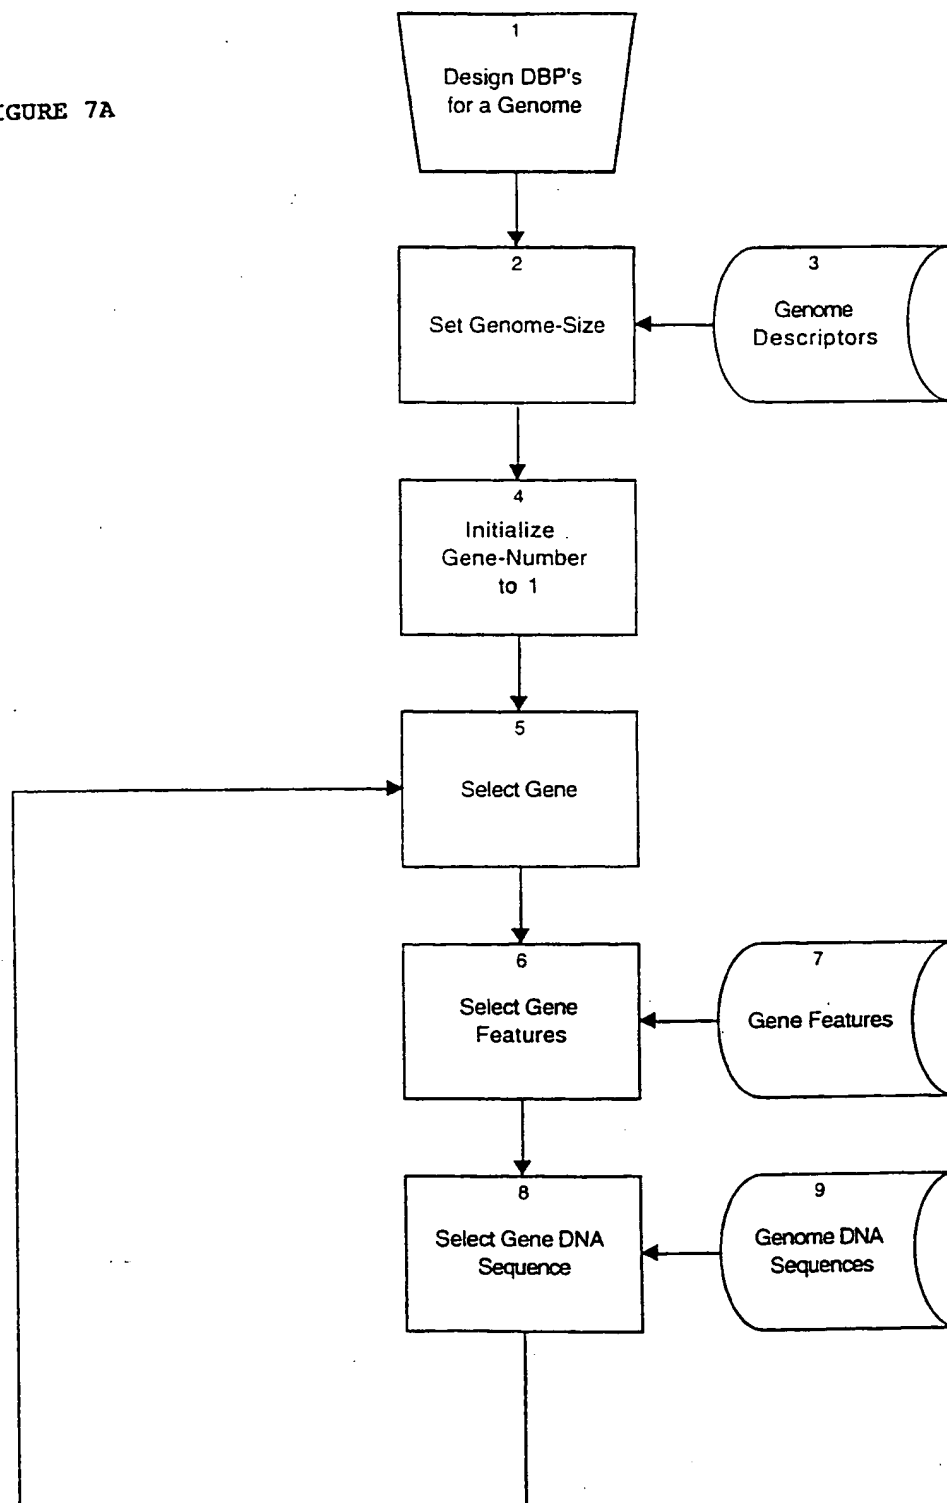 IGURE 7A
1
Design DBP's
for a Genome
2
Set Genome-Size
3
Genome
Descriptors
4
Initialize
Gene-Number
to 1
5
Select Gene
6
Select Gene
Features
7
Gene Features
8
Select Gene DNA
Sequence
9
Genome DNA
Sequences